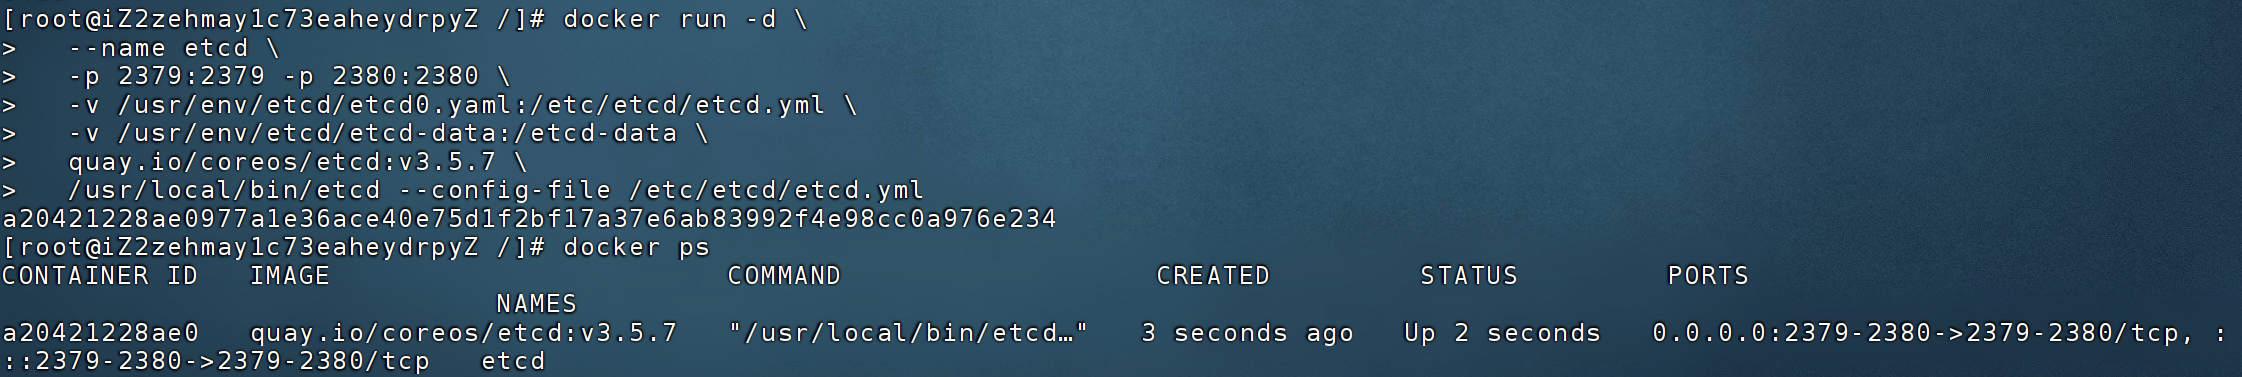 [root@iZ2zehmay1c73eaheydrpyZ /]# docker run -d \
>   --name etcd \
>   -p 2379:2379 -p 2380:2380 \
>   -v /usr/env/etcd/etcd0.yaml:/etc/etcd/etcd.yml \
>   -v /usr/env/etcd/etcd-data:/etcd-data \
>   quay.io/coreos/etcd:v3.5.7 \
>   /usr/local/bin/etcd --config-file /etc/etcd/etcd.yml
a20421228ae0977a1e36ace40e75d1f2bf17a37e6ab83992f4e98cc0a976e234
[root@iZ2zehmay1c73eaheydrpyZ /]# docker ps
CONTAINER ID   IMAGE                        COMMAND                   CREATED         STATUS         PORTS
                              NAMES
a20421228ae0   quay.io/coreos/etcd:v3.5.7   "/usr/local/bin/etcd…"   3 seconds ago   Up 2 seconds   0.0.0.0:2379-2380->2379-2380/tcp, :
::2379-2380->2379-2380/tcp   etcd